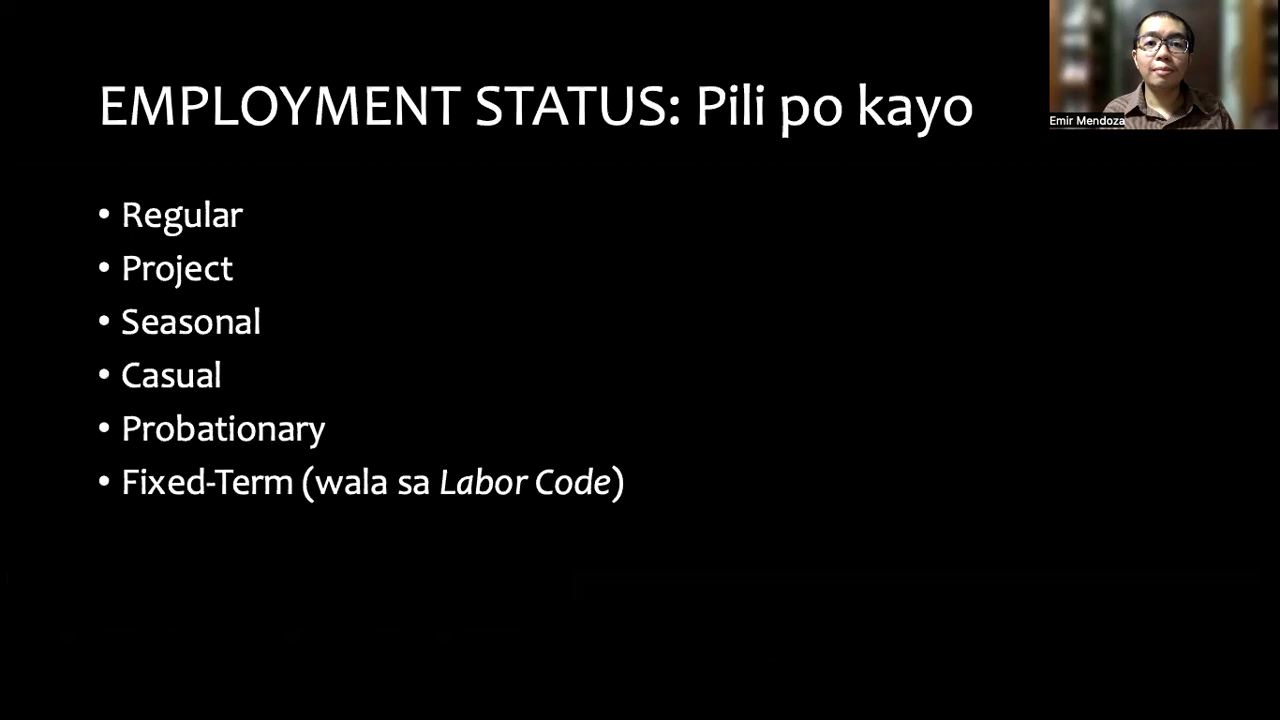 EMPLOYMENT STATUS: Pili po kayo
Emir Mendoza
• Regular
• Project
• Seasonal
• Casual
• Probationary
• Fixed-Term (wala sa Labor Code)